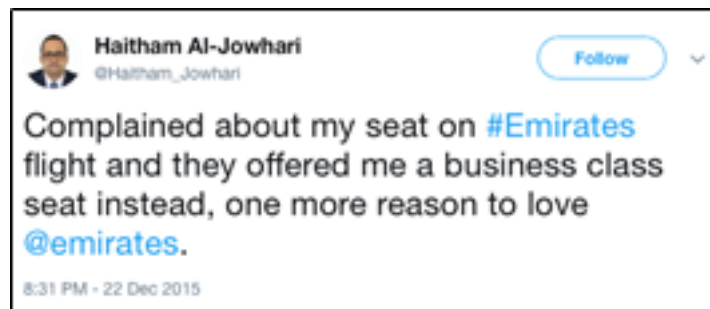 Haitham Al-Jowhari
@Haitham_Jowhari
Follow
Complained about my seat on #Emirates
flight and they offered me a business class
seat instead, one more reason to love
@emirates.
8:31 PM - 22 Dec 2015